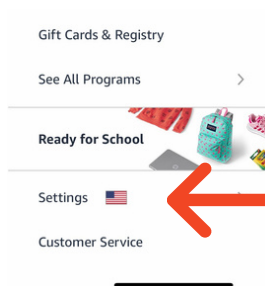 Gift Cards & Registry
See All Programs
Ready for School
Settings
Customer Service